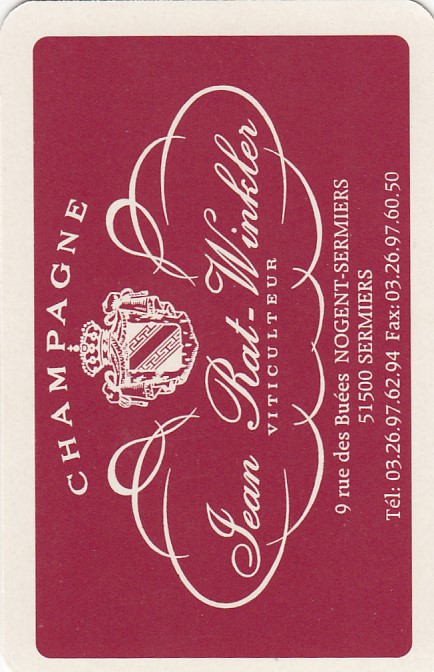 CHAMPAGNE
Jean Rat-Winkler
VITICULTEUR
9 rue des Buées NOGENT-SERMIERS
51500 SERMIERS
Tél: 03.26.97.62.94 Fax:03.26.97.60.50